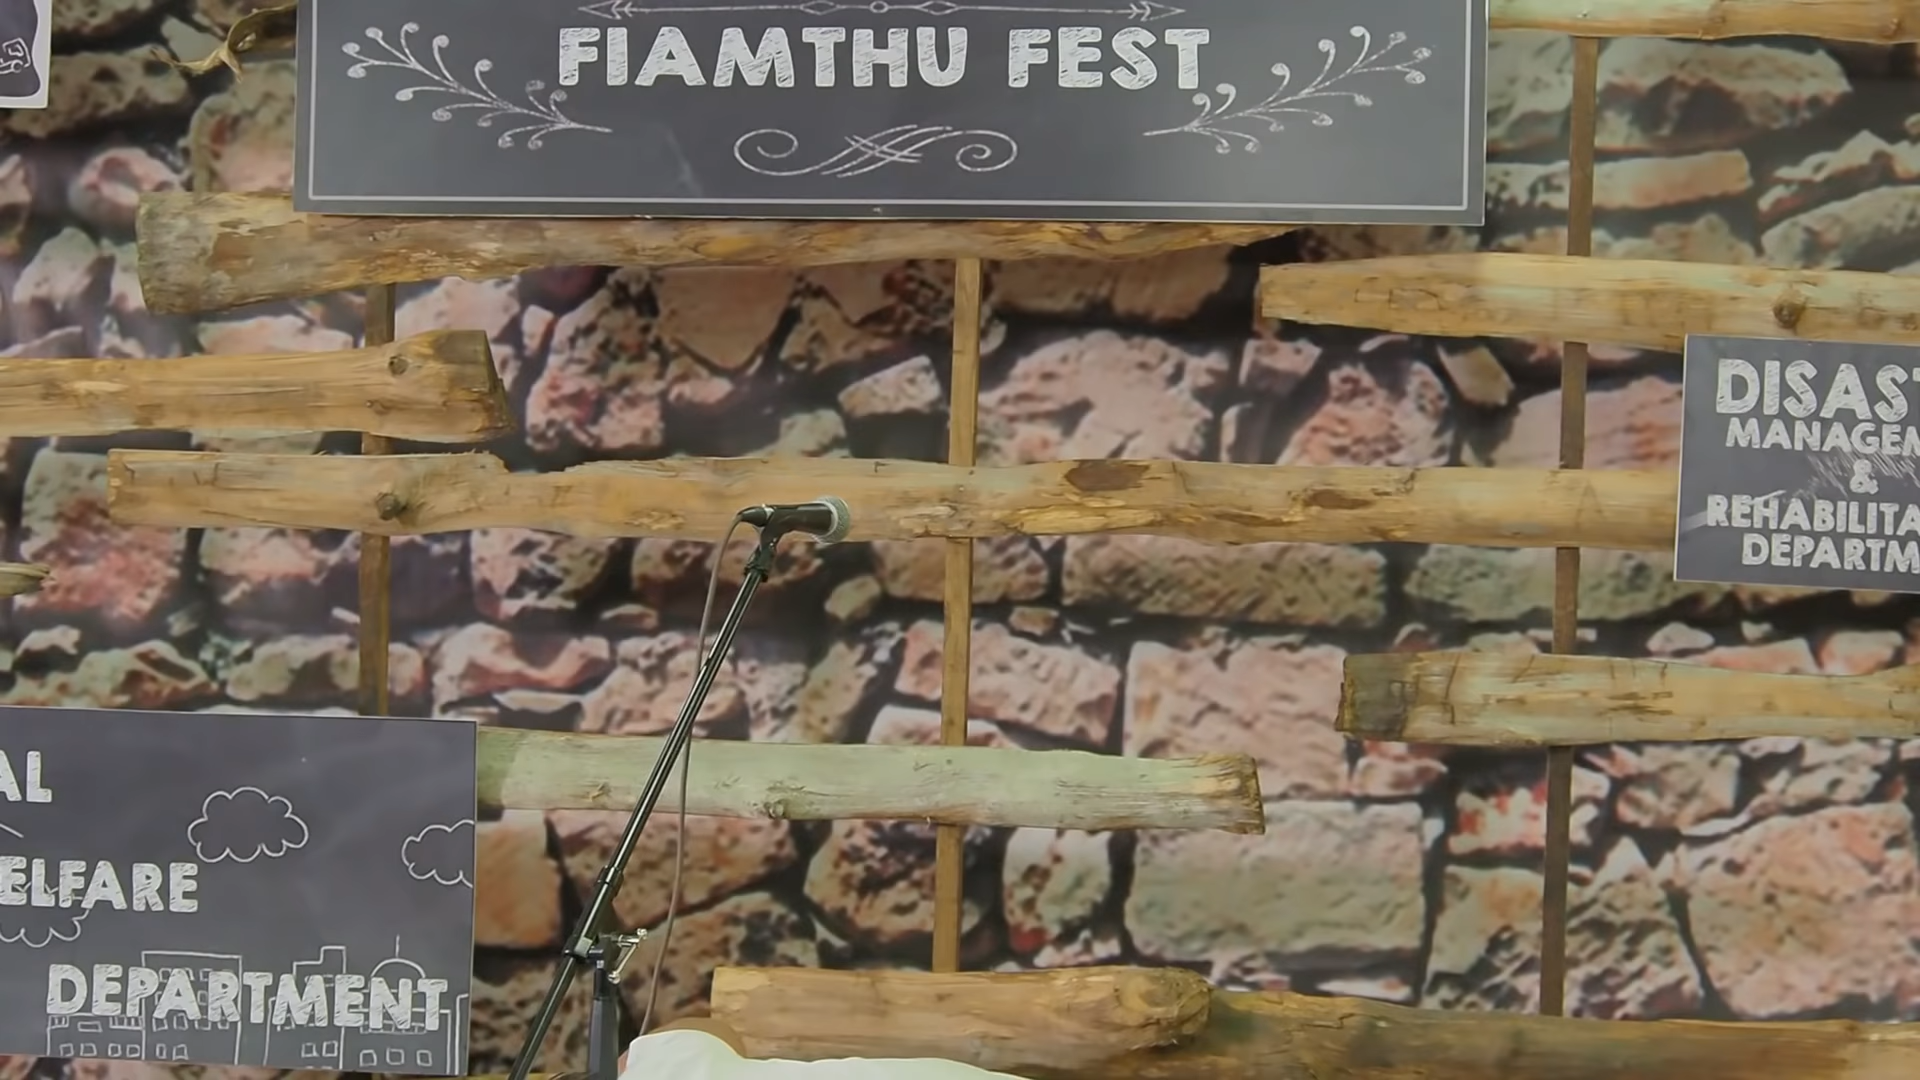 FIAMTHU FEST
DISAST
MANAGEM
&
REHABILITA
DEPARTM
AL
ELFARE
DEPARTMENT